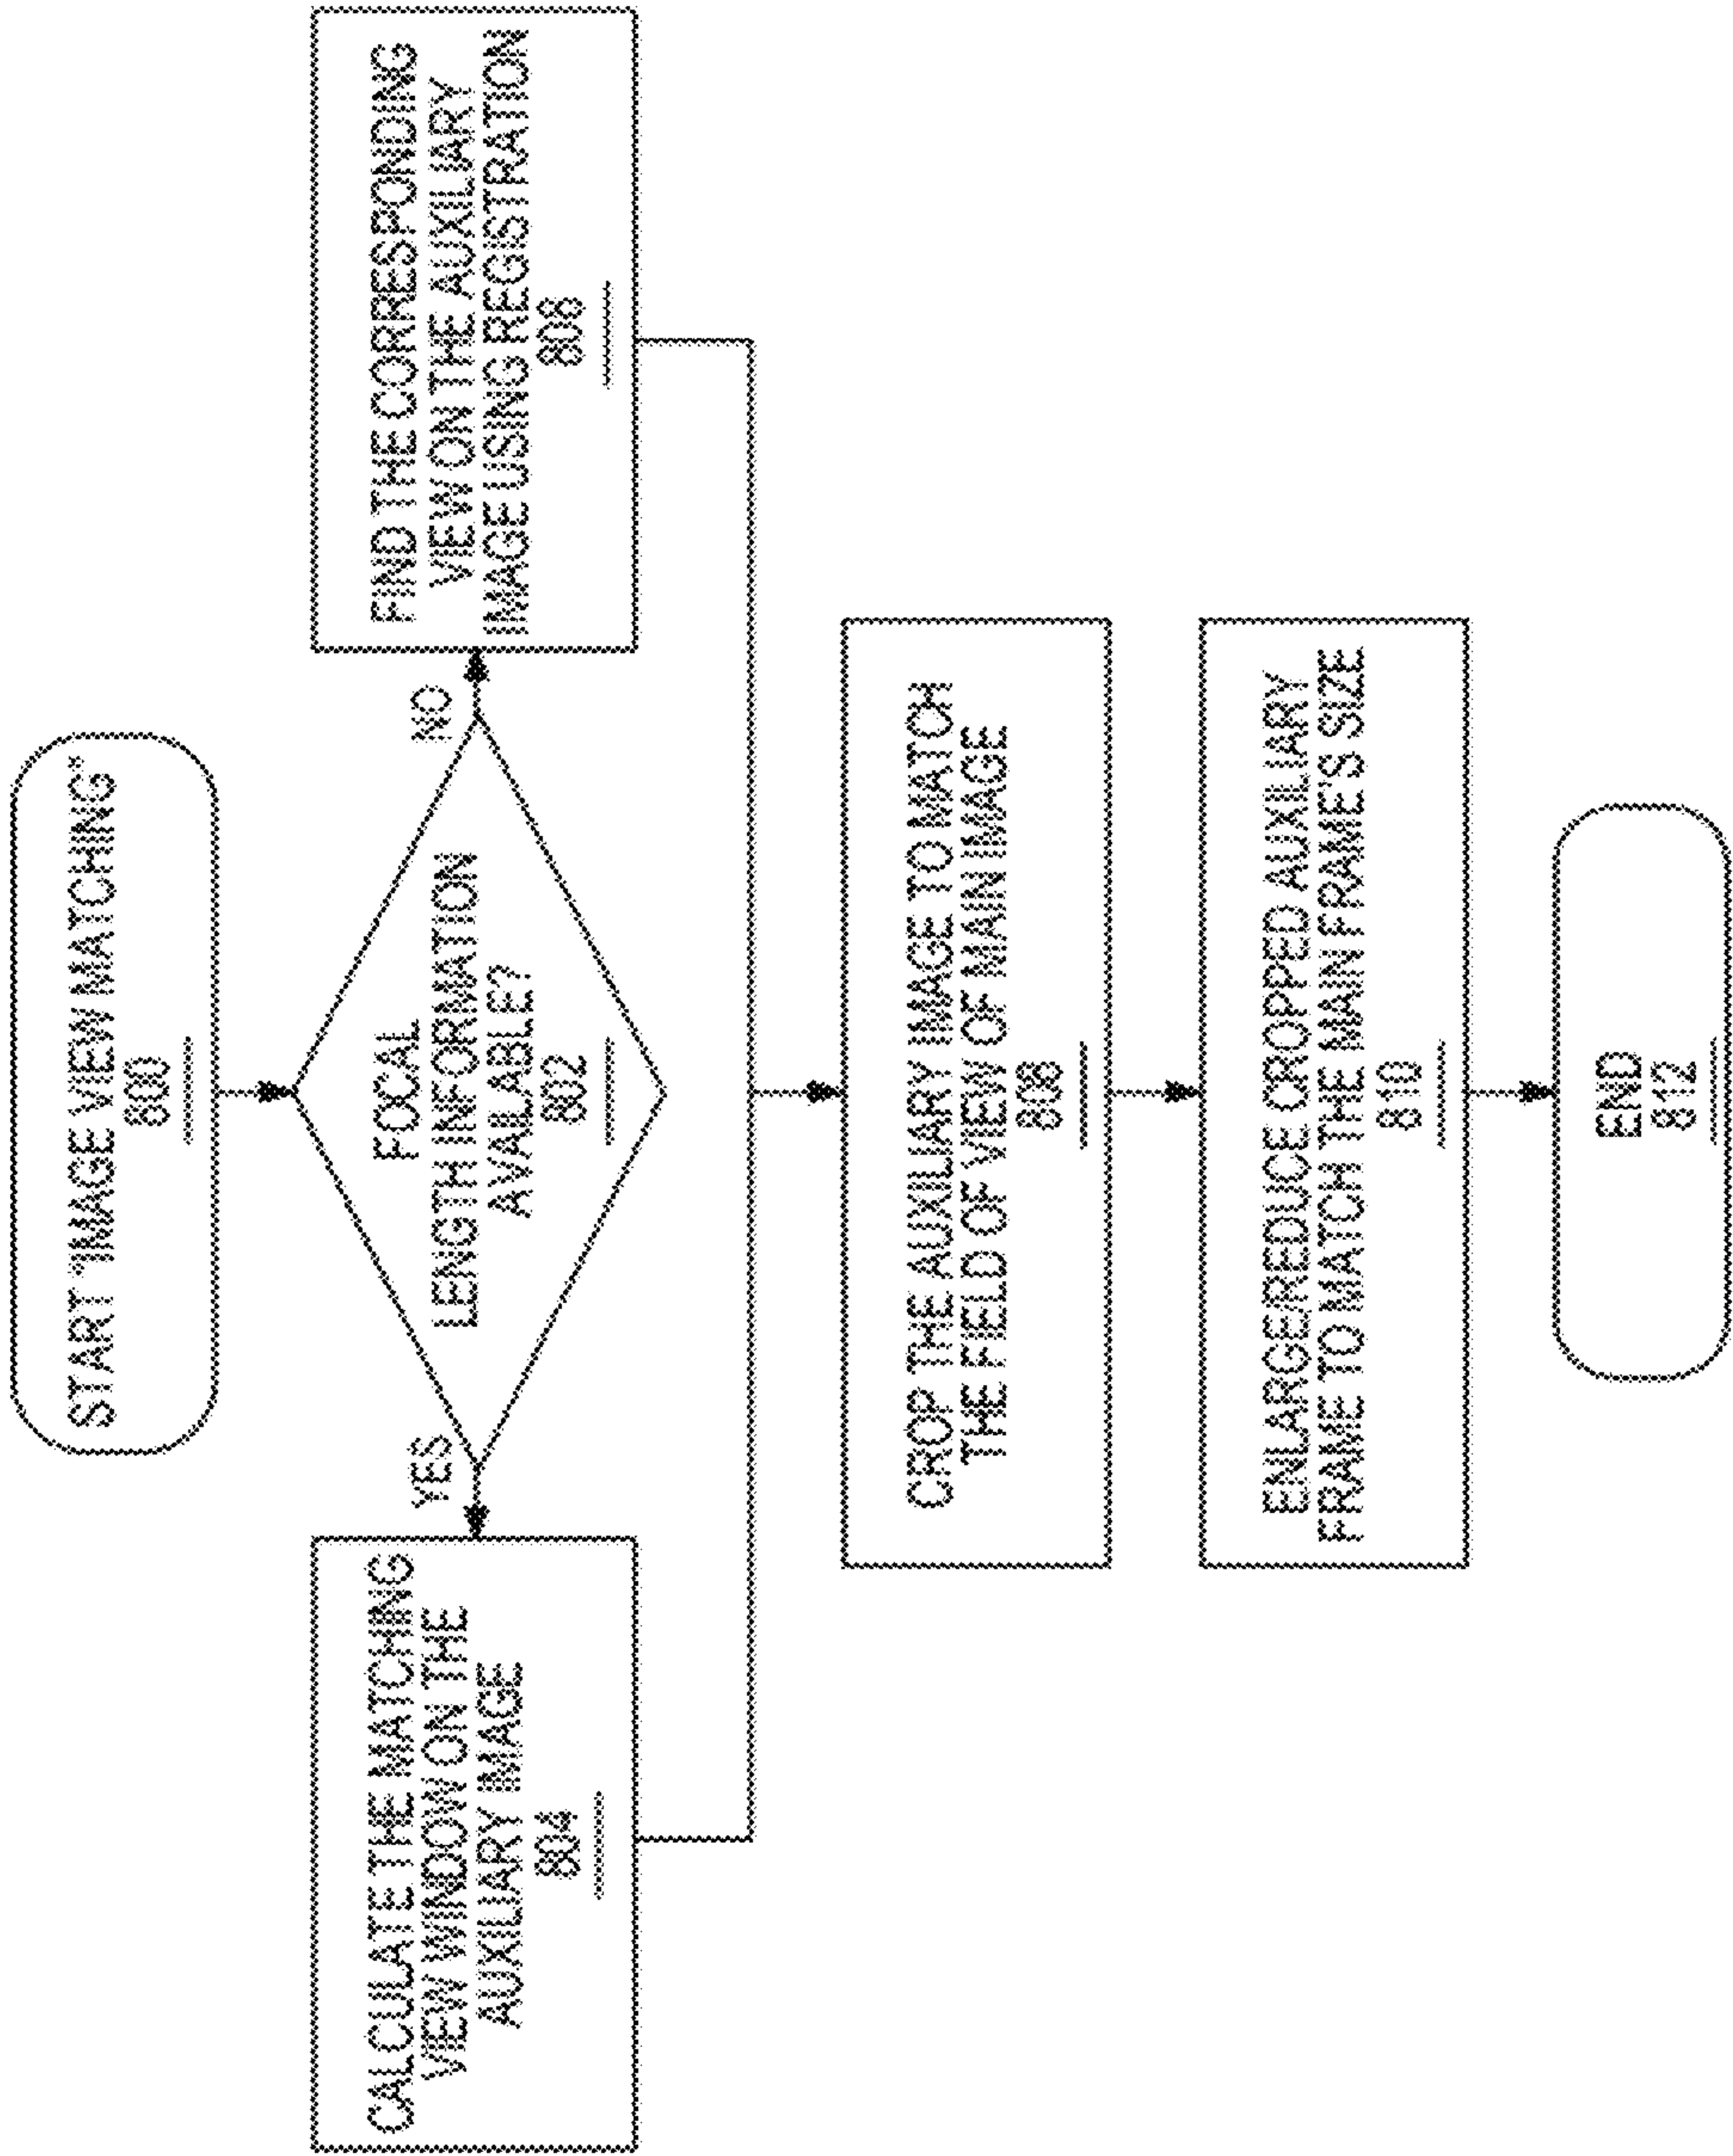 START "IMAGE VIEW MATCHING"
800
FOCAL
LENGTH INFORMATION
AVAILABLE?
802
YES
NO
CALCULATE THE MATCHING
VIEW WINDOW ON THE
AUXILIARY IMAGE
804
FIND THE CORRESPONDING
VIEW ON THE AUXILIARY
IMAGE USING REGISTRATION
808
CROP THE AUXILIARY IMAGE TO MATCH
THE FIELD OF VIEW OF MAIN IMAGE
808
ENLARGE/REDUCE CROPPED AUXILIARY
FRAME TO MATCH THE MAIN FRAME'S SIZE
810
END
812